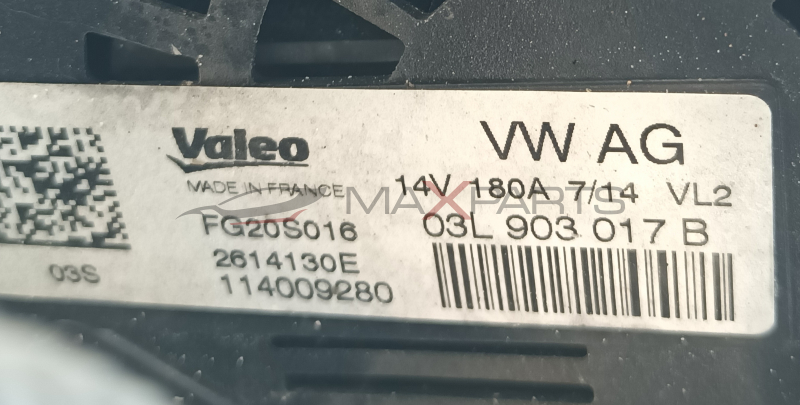 Valeo
VW AG
MADE IN FRANCE
14V 180A 7/14 VL2
MAXPARTS
FG20S016
03L 903 017 B
2614130E
03S
114009280